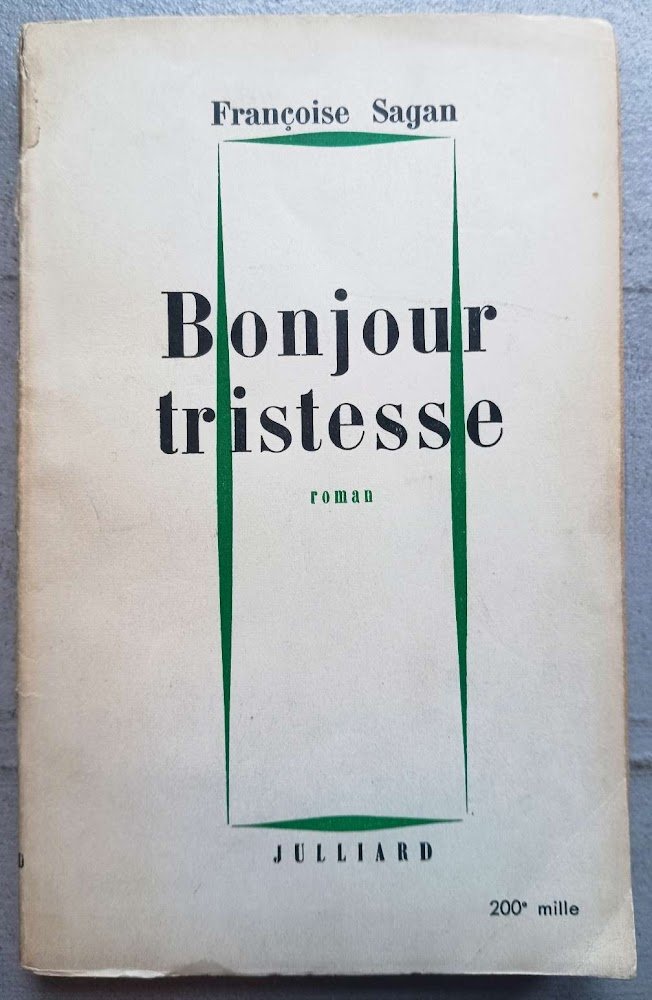 Françoise Sagan
Bonjour
tristesse
roman
JULLIARD
200e mille